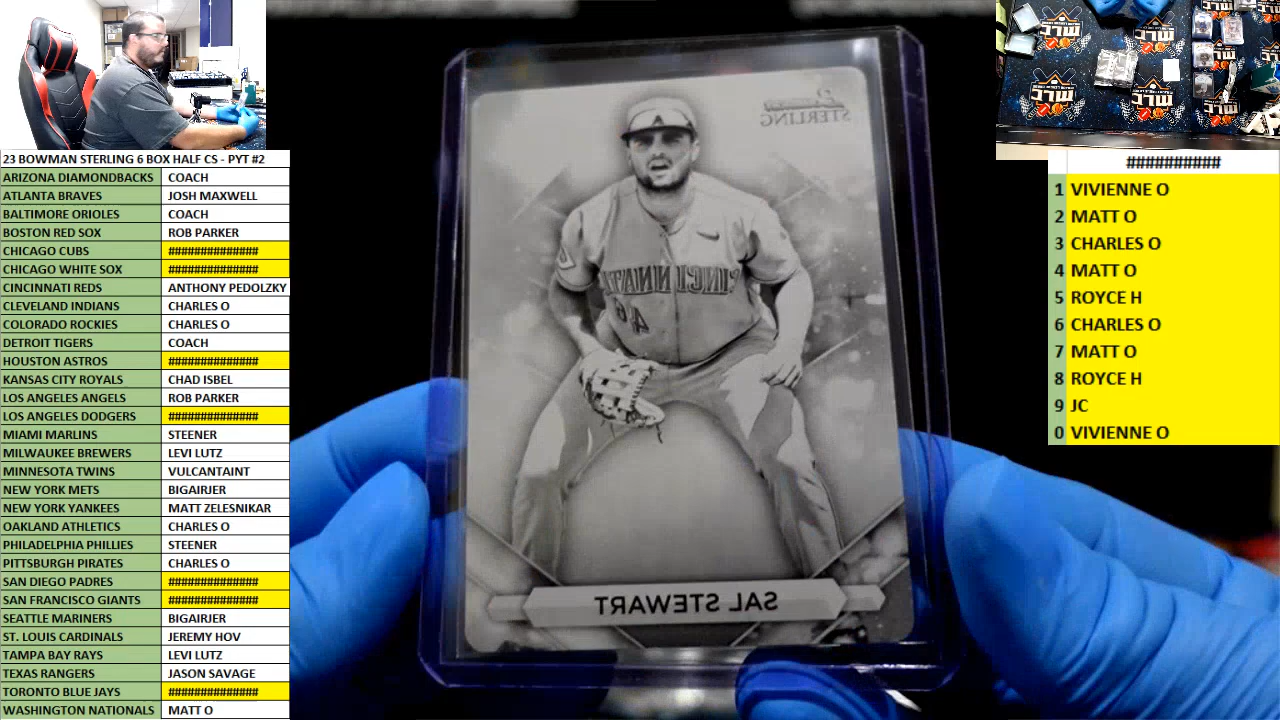 23 BOWMAN STERLING 6 BOX HALF CS - PYT #2
ARIZONA DIAMONDBACKS COACH
ATLANTA BRAVES JOSH MAXWELL
BALTIMORE ORIOLES COACH
BOSTON RED SOX ROB PARKER
CHICAGO CUBS ##############
CHICAGO WHITE SOX ##############
CINCINNATI REDS ANTHONY PEDOLZKY
CLEVELAND INDIANS CHARLES O
COLORADO ROCKIES CHARLES O
DETROIT TIGERS COACH
HOUSTON ASTROS ##############
KANSAS CITY ROYALS CHAD ISBEL
LOS ANGELES ANGELS ROB PARKER
LOS ANGELES DODGERS ##############
MIAMI MARLINS STEENER
MILWAUKEE BREWERS LEVI LUTZ
MINNESOTA TWINS VULCANTAINT
NEW YORK METS BIGAIRJER
NEW YORK YANKEES MATT ZELESNIKAR
OAKLAND ATHLETICS CHARLES O
PHILADELPHIA PHILLIES STEENER
PITTSBURGH PIRATES CHARLES O
SAN DIEGO PADRES ##############
SAN FRANCISCO GIANTS ##############
SEATTLE MARINERS BIGAIRJER
ST. LOUIS CARDINALS JEREMY HOV
TAMPA BAY RAYS LEVI LUTZ
TEXAS RANGERS JASON SAVAGE
TORONTO BLUE JAYS ##############
WASHINGTON NATIONALS MATT O
BOWMAN
STERLING
CINCINNATI
46
SAL STEWART
JRW
JRW
JRW
JRW
##########
1 VIVIENNE O
2 MATT O
3 CHARLES O
4 MATT O
5 ROYCE H
6 CHARLES O
7 MATT O
8 ROYCE H
9 JC
0 VIVIENNE O